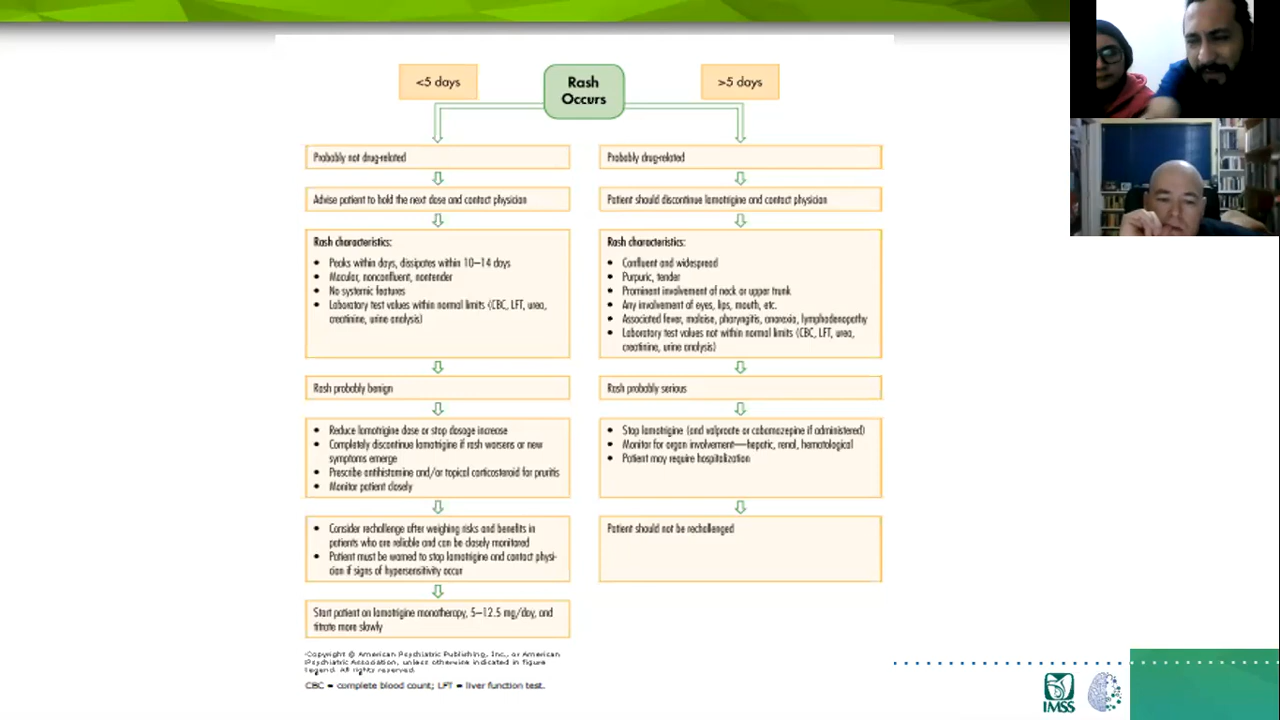 <5 days
Rash
Occurs
>5 days
Probably not drug-related
Advise patient to hold the next dose and contact physician
Rash characteristics:
• Peaks within days, dissipates within 10–14 days
• Macular, nonconfluent, nontender
• No systemic features
• Laboratory test values within normal limits (CBC, LFT, urea,
creatinine, urine analysis)
Rash probably benign
• Reduce lamotrigine dose or stop dosage increase
• Completely discontinue lamotrigine if rash worsens or new
symptoms emerge
• Prescribe antihistamine and/or topical corticosteroid for pruritis
• Monitor patient closely
• Consider rechallenge after weighing risks and benefits in
patients who are reliable and can be closely monitored
• Patient must be warned to stop lamotrigine and contact physi-
cian if signs of hypersensitivity occur
Start patient on lamotrigine monotherapy, 5–12.5 mg/day, and
titrate more slowly
Probably drug-related
Patient should discontinue lamotrigine and contact physician
Rash characteristics:
• Confluent and widespread
• Purpuric, tender
• Prominent involvement of neck or upper trunk
• Any involvement of eyes, lips, mouth, etc.
• Associated fever, malaise, pharyngitis, anorexia, lymphadenopathy
• Laboratory test values not within normal limits (CBC, LFT, urea,
creatinine, urine analysis)
Rash probably serious
• Stop lamotrigine (and valproate or cabamazepine if administered)
• Monitor for organ involvement—hepatic, renal, hematological
• Patient may require hospitalization
Patient should not be rechallenged
Copyright © American Psychiatric Publishing, Inc., or American
Psychiatric Association, unless otherwise indicated in figure
legend. All rights reserved.
CBC = complete blood count; LFT = liver function test.
IMSS